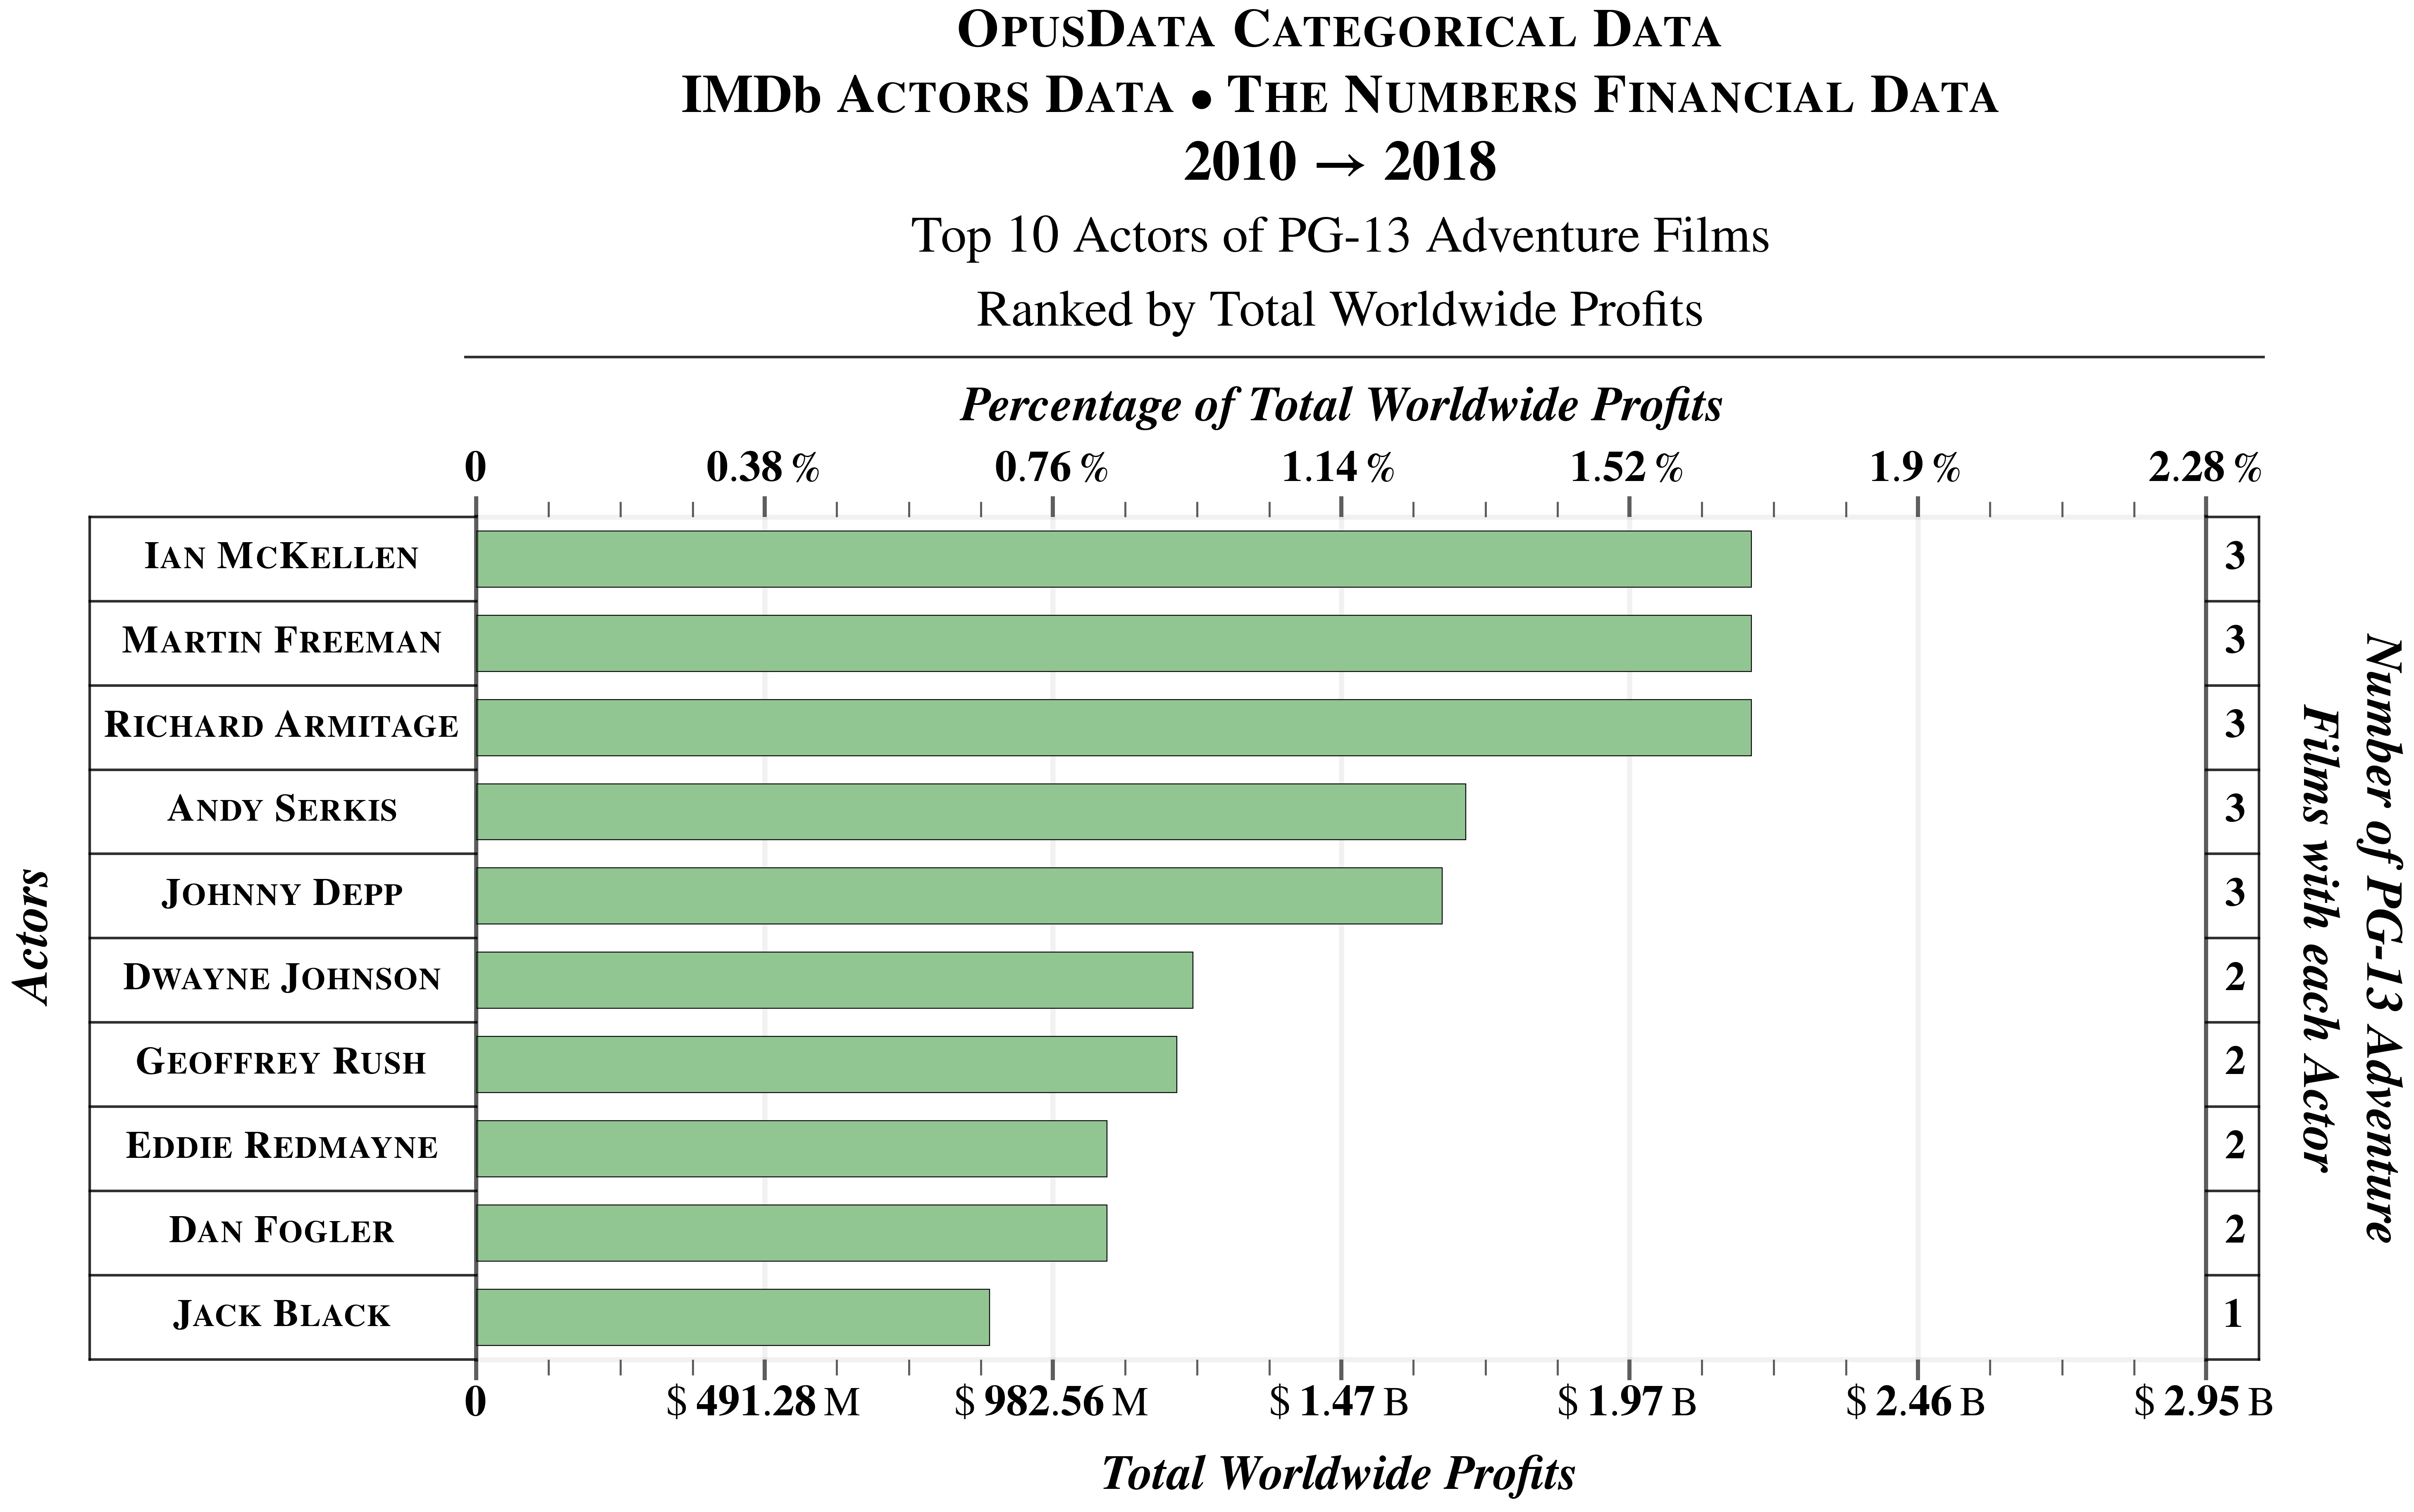 OpusData Categorical Data
IMDb Actors Data • The Numbers Financial Data
2010 → 2018
Top 10 Actors of PG-13 Adventure Films
Ranked by Total Worldwide Profits
Percentage of Total Worldwide Profits
0 0.38 % 0.76 % 1.14 % 1.52 % 1.9 % 2.28 %
Ian McKellen 3
Martin Freeman 3
Richard Armitage 3
Andy Serkis 3
Johnny Depp 3
Dwayne Johnson 2
Geoffrey Rush 2
Eddie Redmayne 2
Dan Fogler 2
Jack Black 1
0 $ 491.28 M $ 982.56 M $ 1.47 B $ 1.97 B $ 2.46 B $ 2.95 B
Total Worldwide Profits
Actors
Number of PG-13 Adventure
Films with each Actor